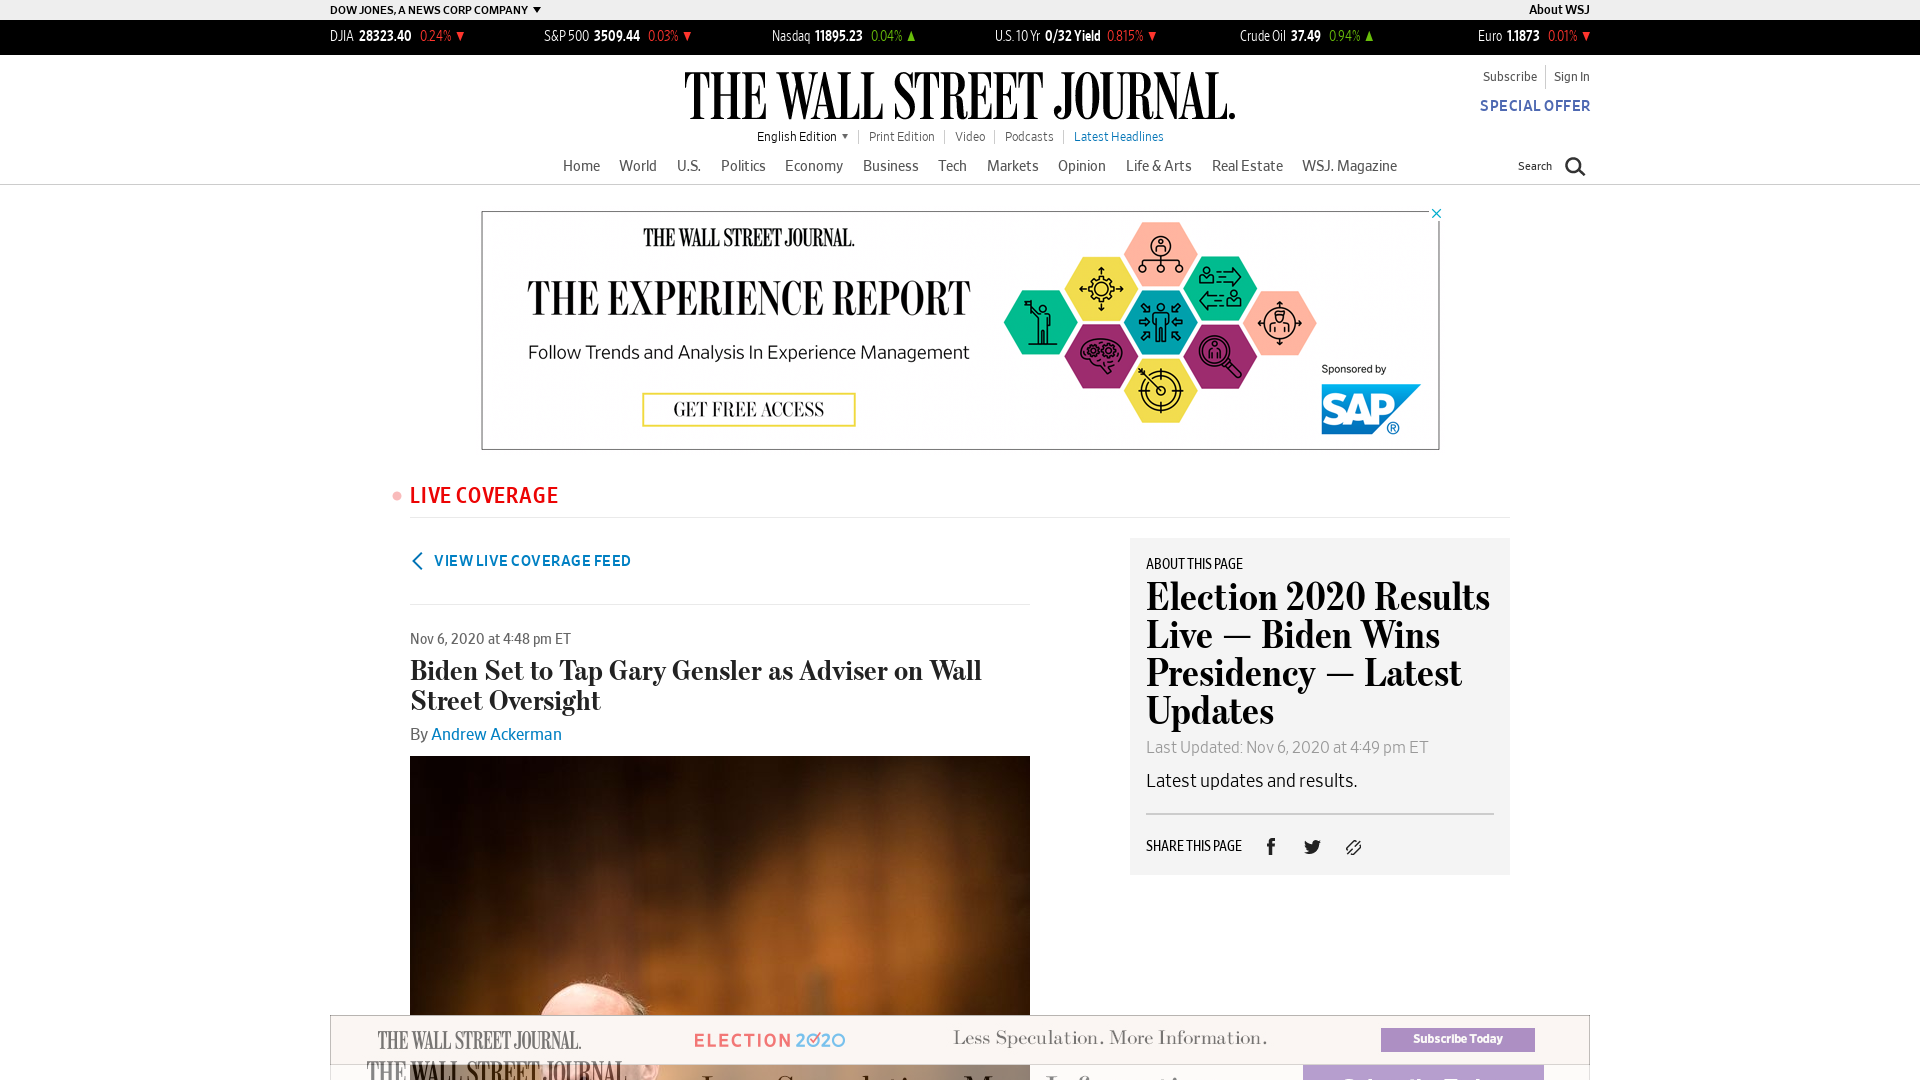 DOW JONES, A NEWS CORP COMPANY
About WSJ
DJIA 28323.40 0.24%
S&P 500 3509.44 0.03%
Nasdaq 11895.23 0.04%
U.S. 10 Yr 0/32 Yield 0.815%
Crude Oil 37.49 0.94%
Euro 1.1873 0.01%
THE WALL STREET JOURNAL.
Subscribe
Sign In
SPECIAL OFFER
English Edition
Print Edition
Video
Podcasts
Latest Headlines
Home
World
U.S.
Politics
Economy
Business
Tech
Markets
Opinion
Life & Arts
Real Estate
WSJ. Magazine
Search
THE WALL STREET JOURNAL.
THE EXPERIENCE REPORT
Follow Trends and Analysis In Experience Management
GET FREE ACCESS
Sponsored by
SAP®
LIVE COVERAGE
VIEW LIVE COVERAGE FEED
Nov 6, 2020 at 4:48 pm ET
Biden Set to Tap Gary Gensler as Adviser on Wall
Street Oversight
By Andrew Ackerman
ABOUT THIS PAGE
Election 2020 Results
Live — Biden Wins
Presidency — Latest
Updates
Last Updated: Nov 6, 2020 at 4:49 pm ET
Latest updates and results.
SHARE THIS PAGE
THE WALL STREET JOURNAL.
ELECTION 2020
Less Speculation. More Information.
Subscribe Today
THE WALL STREET JOURNAL